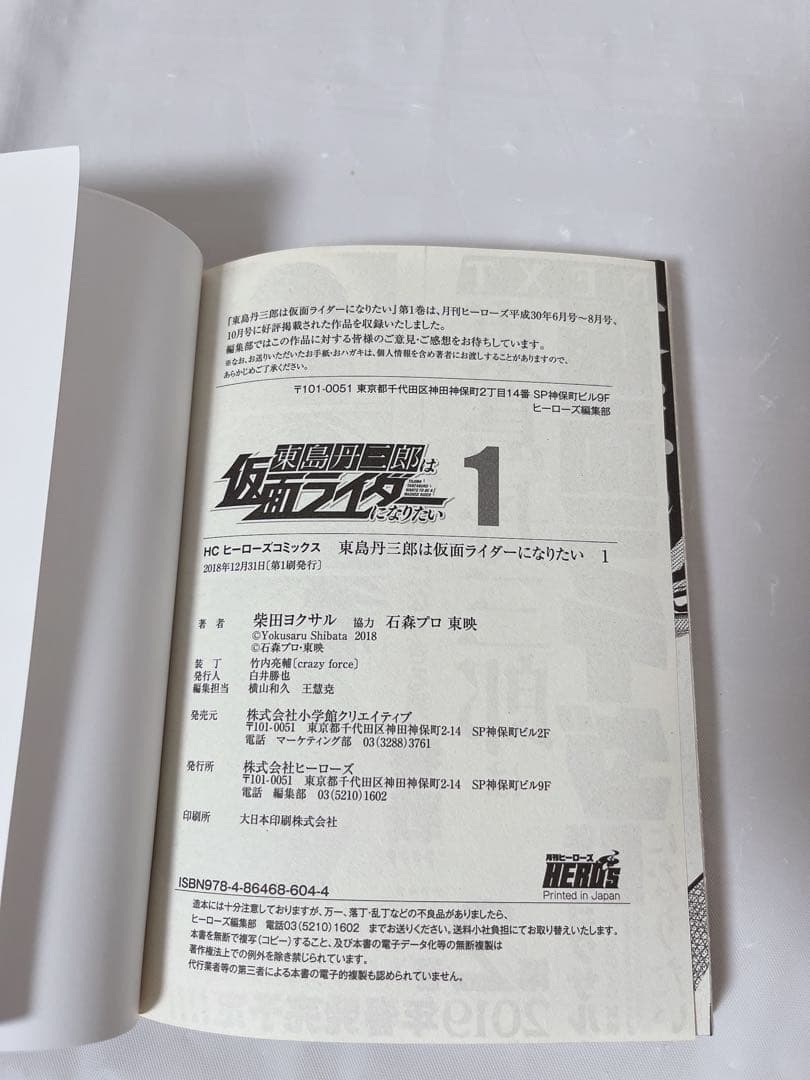 「東島丹三郎は仮面ライダーになりたい」第1巻は、月刊ヒーローズ平成30年6月号〜8月号、
10月号に好評掲載された作品を収録いたしました。
編集部ではこの作品に対する皆様のご意見・ご感想をお待ちしています。
※なお、お送りいただいたお手紙・おハガキは、個人情報を含め著者にお渡しすることがありますので、
あらかじめご了承ください。
〒101-0051 東京都千代田区神田神保町2丁目14番 SP神保町ビル9F
ヒーローズ編集部
東島丹三郎は
仮面ライダー
になりたい
TOJIMA
TANZABURO
WANTS TO BE A
MASKED RIDER
1
HC ヒーローズコミックス 東島丹三郎は仮面ライダーになりたい 1
2018年12月31日〔第1刷発行〕
著者 柴田ヨクサル 協力 石森プロ 東映
©Yokusaru Shibata 2018
©石森プロ・東映
装丁 竹内亮輔〔crazy force〕
発行人 白井勝也
編集担当 横山和久 王慧尭
発売元 株式会社小学館クリエイティブ
〒101-0051 東京都千代田区神田神保町2-14 SP神保町ビル2F
電話 マーケティング部 03(3288)3761
発行所 株式会社ヒーローズ
〒101-0051 東京都千代田区神田神保町2-14 SP神保町ビル9F
電話 編集部 03(5210)1602
印刷所 大日本印刷株式会社
月刊ヒーローズ
HERO's
Printed in Japan
ISBN978-4-86468-604-4
造本には十分注意しておりますが、万一、落丁・乱丁などの不良品がありましたら、
ヒーローズ編集部 電話03(5210)1602 までお送りください。送料小社負担にてお取り替えいたします。
本書を無断で複写(コピー)すること、及び本書の電子データ化等の無断複製は
著作権法上での例外を除き禁じられています。
代行業者等の第三者による本書の電子的複製も認められていません。